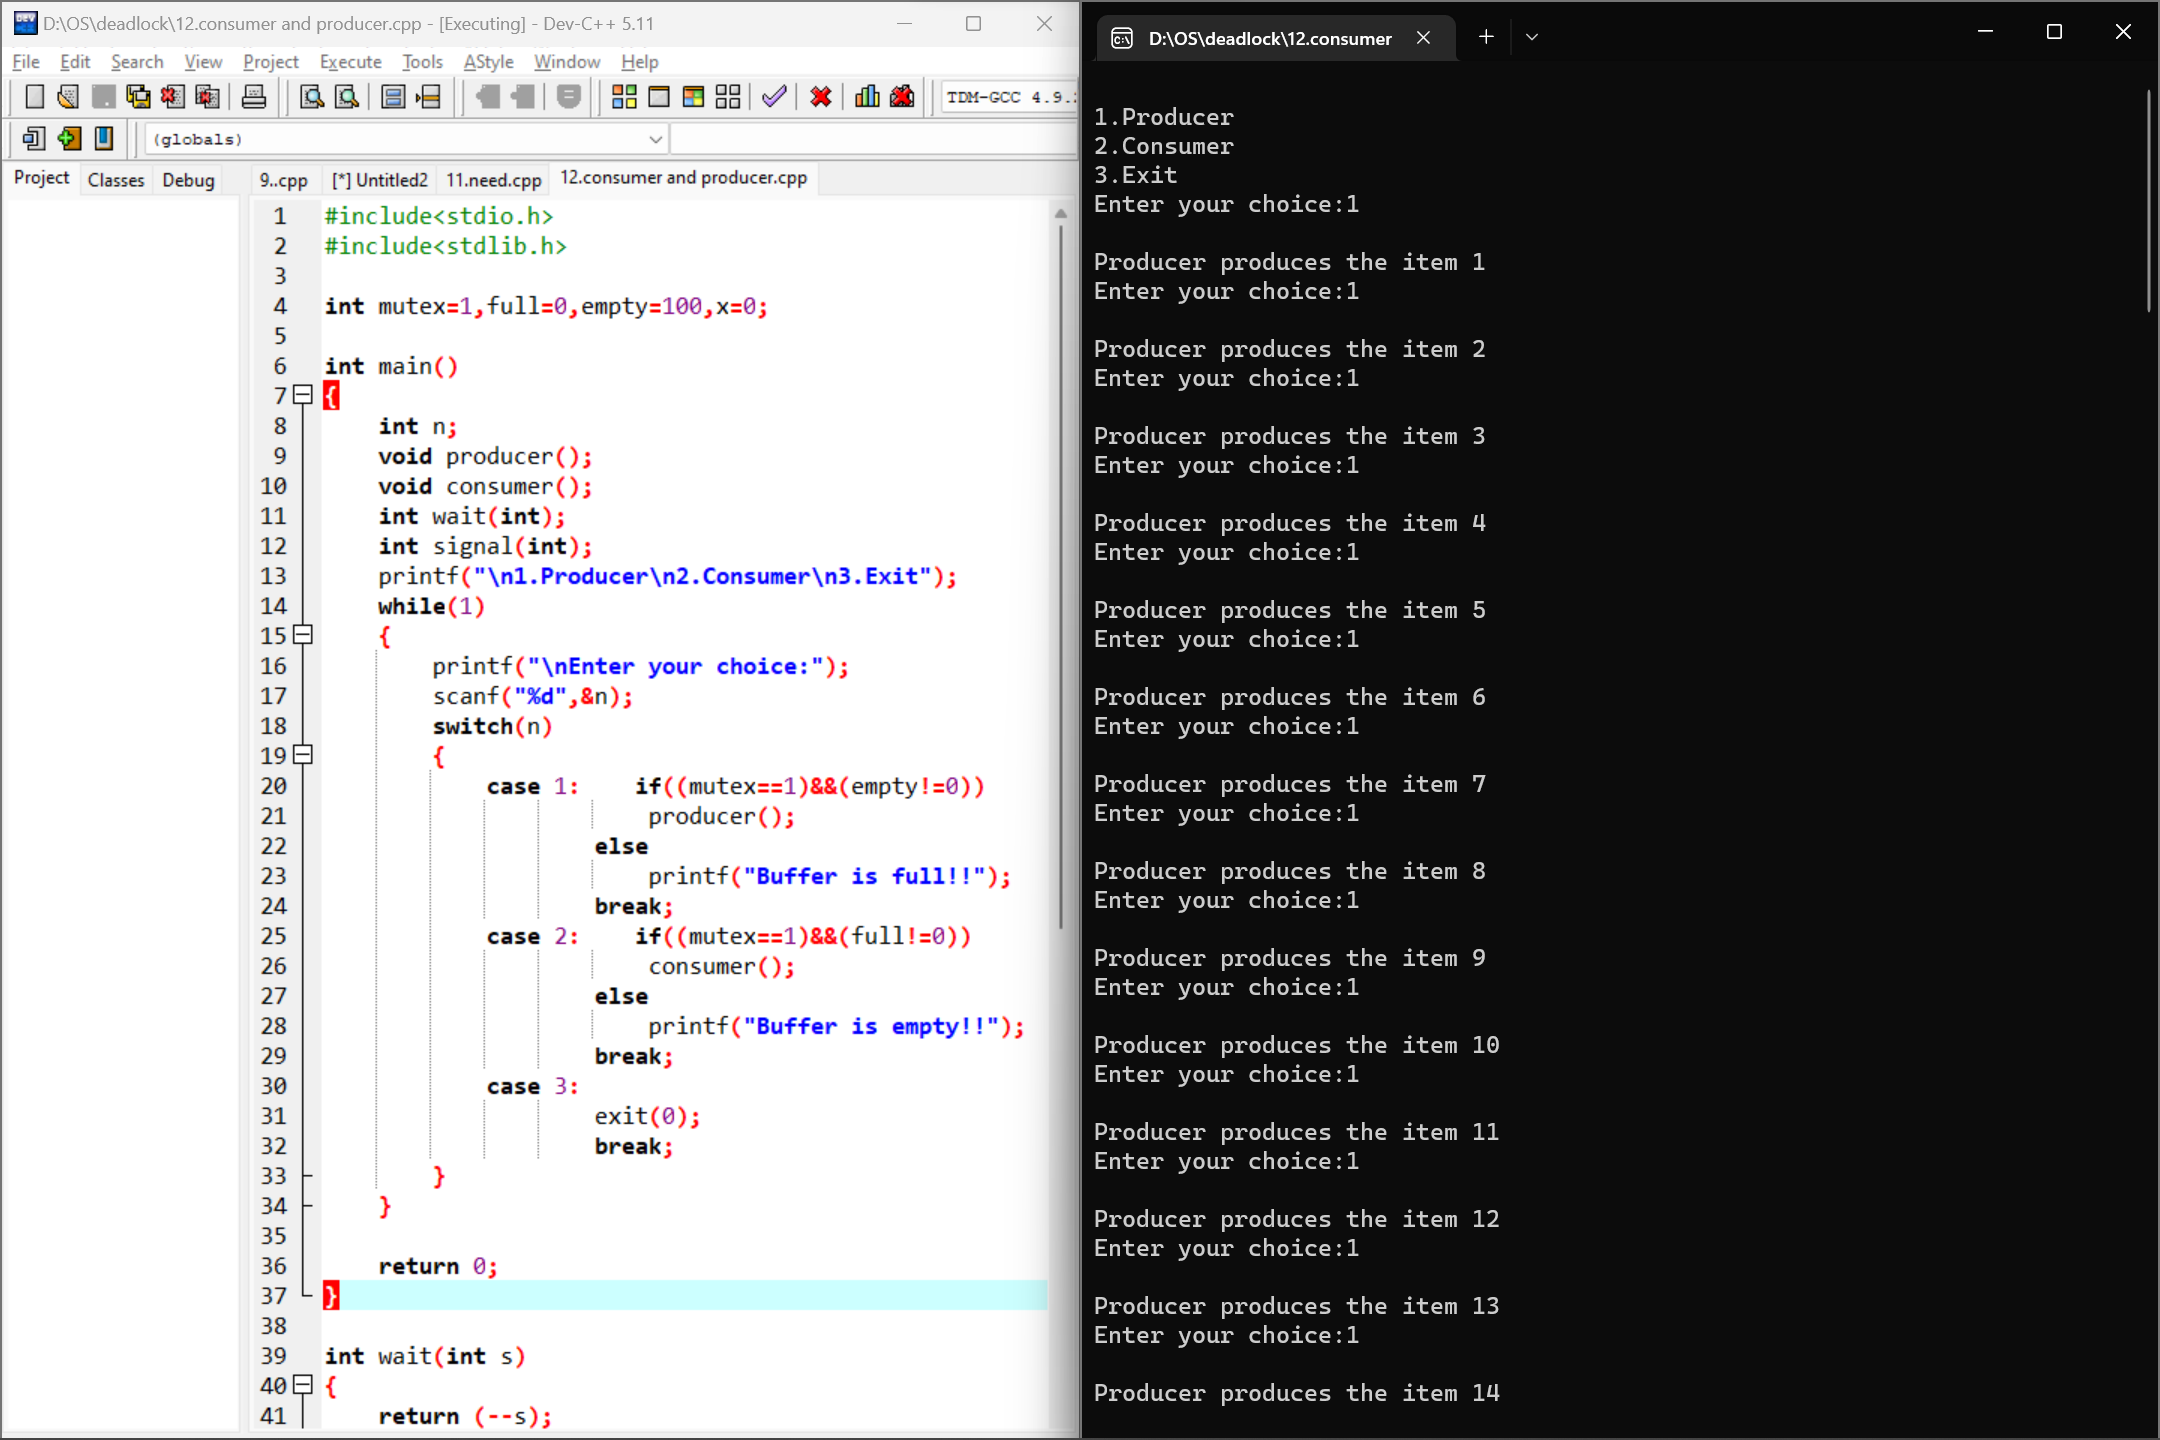 D:\OS\deadlock\12.consumer and producer.cpp - [Executing] - Dev-C++ 5.11
File Edit Search View Project Execute Tools AStyle Window Help
TDM-GCC 4.9.
(globals)
Project Classes Debug
9..cpp [*] Untitled2 11.need.cpp 12.consumer and producer.cpp
1 #include<stdio.h>
2 #include<stdlib.h>
3
4 int mutex=1,full=0,empty=100,x=0;
5
6 int main()
7 {
8 int n;
9 void producer();
10 void consumer();
11 int wait(int);
12 int signal(int);
13 printf("\n1.Producer\n2.Consumer\n3.Exit");
14 while(1)
15 {
16 printf("\nEnter your choice:");
17 scanf("%d",&n);
18 switch(n)
19 {
20 case 1: if((mutex==1)&&(empty!=0))
21 producer();
22 else
23 printf("Buffer is full!!");
24 break;
25 case 2: if((mutex==1)&&(full!=0))
26 consumer();
27 else
28 printf("Buffer is empty!!");
29 break;
30 case 3:
31 exit(0);
32 break;
33 }
34 }
35
36 return 0;
37 }
38
39 int wait(int s)
40 {
41 return (--s);
D:\OS\deadlock\12.consumer
1.Producer
2.Consumer
3.Exit
Enter your choice:1
Producer produces the item 1
Enter your choice:1
Producer produces the item 2
Enter your choice:1
Producer produces the item 3
Enter your choice:1
Producer produces the item 4
Enter your choice:1
Producer produces the item 5
Enter your choice:1
Producer produces the item 6
Enter your choice:1
Producer produces the item 7
Enter your choice:1
Producer produces the item 8
Enter your choice:1
Producer produces the item 9
Enter your choice:1
Producer produces the item 10
Enter your choice:1
Producer produces the item 11
Enter your choice:1
Producer produces the item 12
Enter your choice:1
Producer produces the item 13
Enter your choice:1
Producer produces the item 14